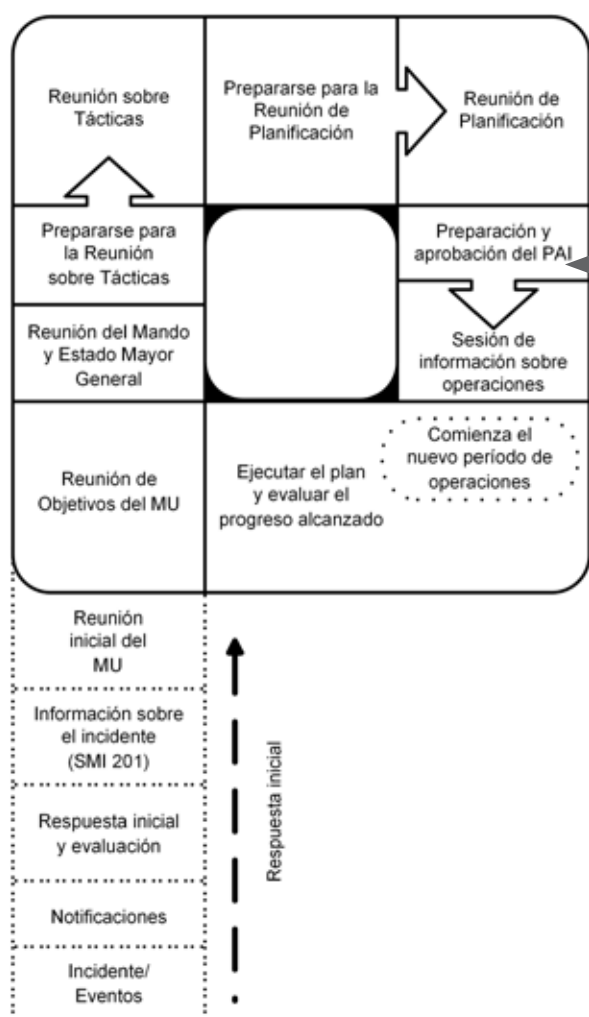 Reunión sobre
Tácticas
Prepararse para la
Reunión de
Planificación
Reunión de
Planificación
Prepararse para
la Reunión
sobre Tácticas
Preparación y
aprobación del PAI
Reunión del Mando
y Estado Mayor
General
Sesión de
información sobre
operaciones
Reunión de
Objetivos del MU
Ejecutar el plan
y evaluar el
progreso alcanzado
Comienza el
nuevo período de
operaciones
Reunión
inicial del
MU
Información sobre
el incidente
(SMI 201)
Respuesta inicial
y evaluación
Notificaciones
Incidente/
Eventos
Respuesta inicial